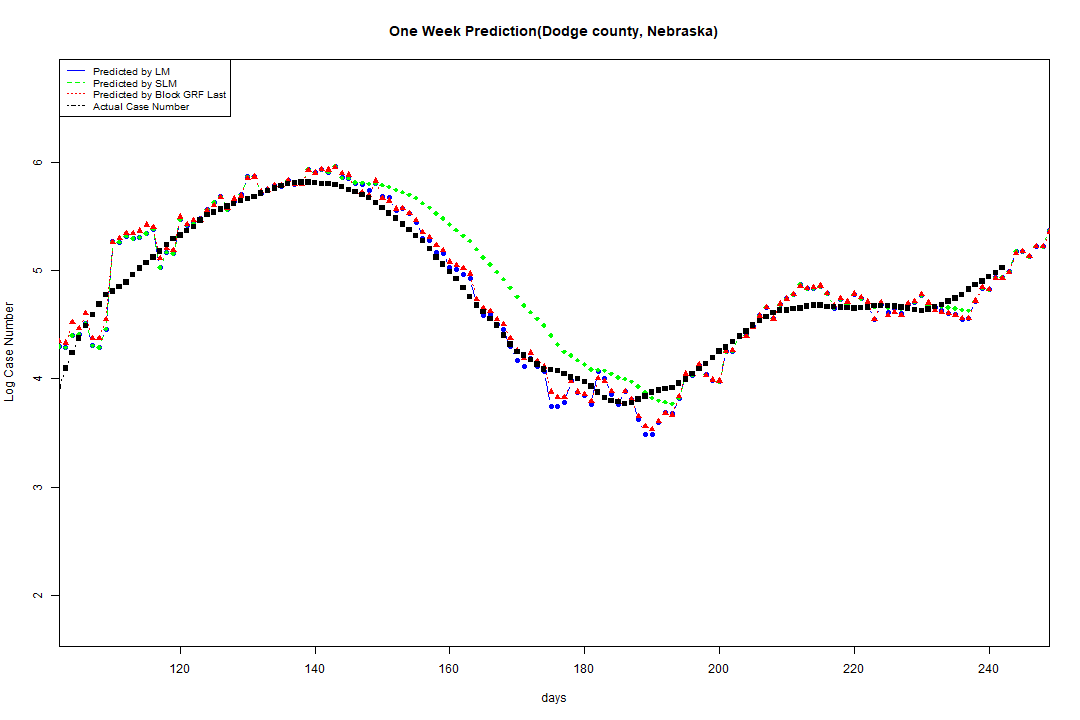 One Week Prediction(Dodge county, Nebraska)
Predicted by LM
Predicted by SLM
Predicted by Block GRF Last
Actual Case Number
6
5
4
3
2
Log Case Number
120 140 160 180 200 220 240
days